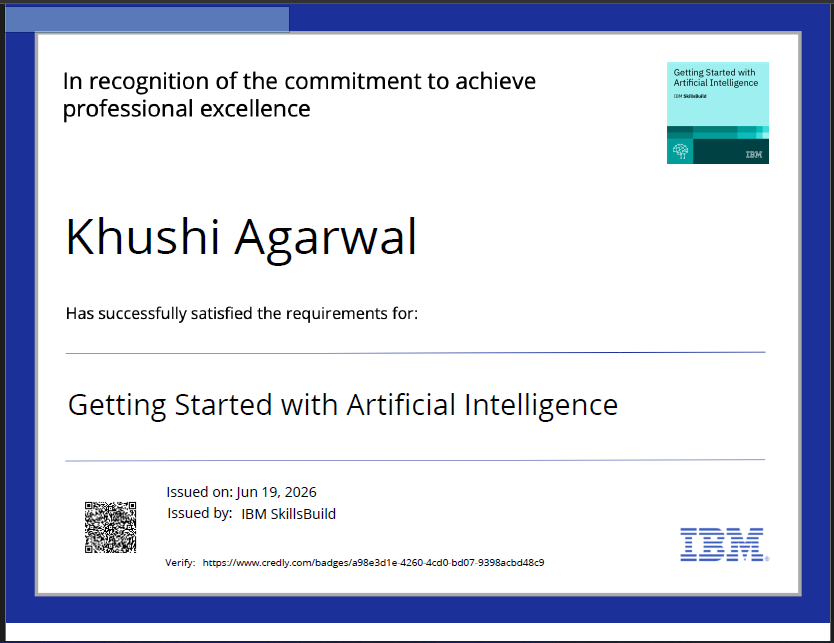 In recognition of the commitment to achieve
professional excellence
Getting Started with
Artificial Intelligence
IBM SkillsBuild
IBM
Khushi Agarwal
Has successfully satisfied the requirements for:
Getting Started with Artificial Intelligence
Issued on: Jun 19, 2026
Issued by: IBM SkillsBuild
Verify: https://www.credly.com/badges/a98e3d1e-4260-4cd0-bd07-9398acbd48c9
IBM®